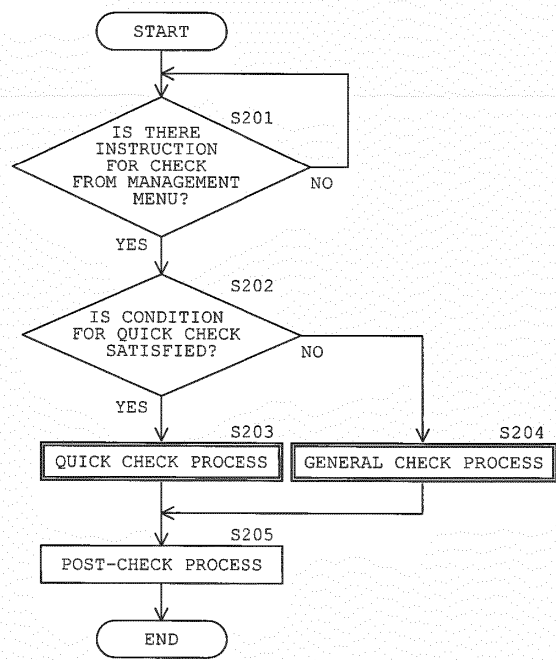 START
S201
IS THERE
INSTRUCTION
FOR CHECK
FROM MANAGEMENT
MENU?
NO
YES
S202
IS CONDITION
FOR QUICK CHECK
SATISFIED?
NO
YES
S203
S204
QUICK CHECK PROCESS
GENERAL CHECK PROCESS
S205
POST-CHECK PROCESS
END